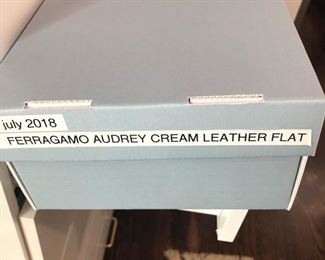 july 2018
FERRAGAMO AUDREY CREAM LEATHER FLAT